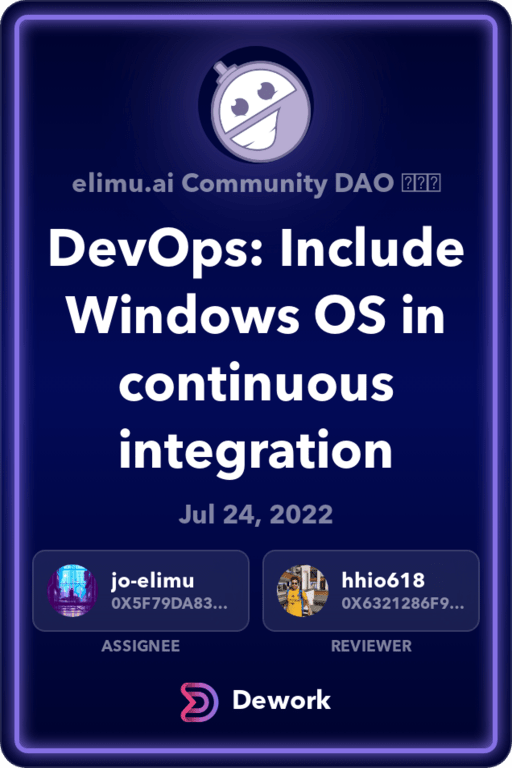 elimu.ai Community DAO
DevOps: Include
Windows OS in
continuous
integration
Jul 24, 2022
jo-elimu
0X5F79DA83...
hhio618
0X6321286F9...
ASSIGNEE
REVIEWER
Dework